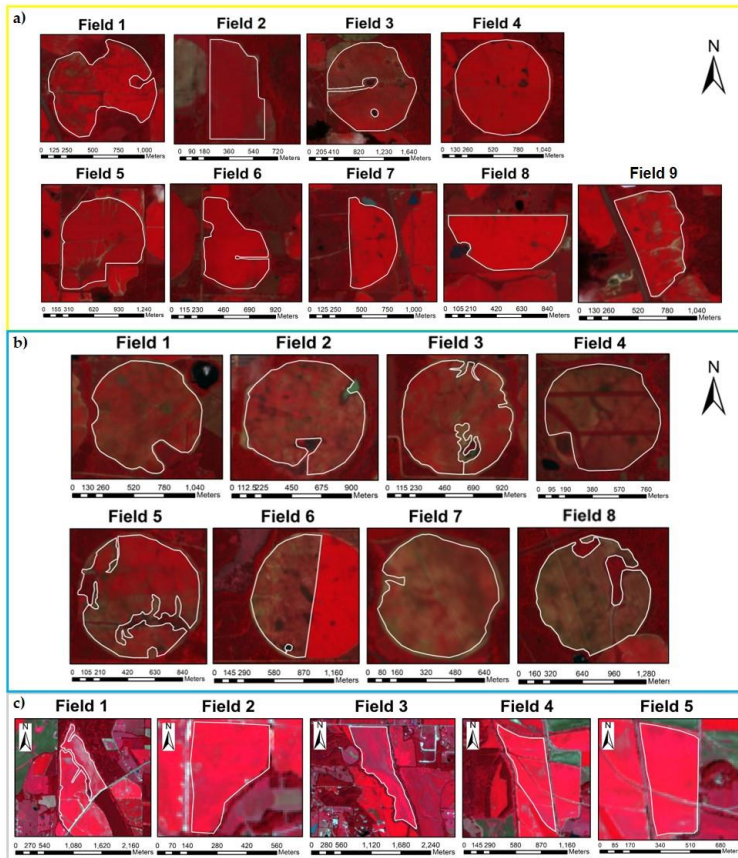 a)
Field 1 Field 2 Field 3 Field 4
N
0 125 250 500 750 1,000 Meters
0 90 180 360 540 720 Meters
0 205 410 820 1,230 1,640 Meters
0 130 260 520 780 1,040 Meters
Field 5 Field 6 Field 7 Field 8 Field 9
0 155 310 620 930 1,240 Meters
0 115 230 460 690 920 Meters
0 125 250 500 750 1,000 Meters
0 105 210 420 630 840 Meters
0 130 260 520 780 1,040 Meters
b)
Field 1 Field 2 Field 3 Field 4
N
0 130 260 520 780 1,040 Meters
0 112.5 225 450 675 900 Meters
0 115 230 460 690 920 Meters
0 95 190 380 570 760 Meters
Field 5 Field 6 Field 7 Field 8
0 105 210 420 630 840 Meters
0 145 290 580 870 1,160 Meters
0 80 160 320 480 640 Meters
0 160 320 640 960 1,280 Meters
c)
Field 1 Field 2 Field 3 Field 4 Field 5
N N N N N
0 270 540 1,080 1,620 2,160 Meters
0 70 140 280 420 560 Meters
0 280 560 1,120 1,680 2,240 Meters
0 145 290 580 870 1,160 Meters
0 85 170 340 510 680 Meters